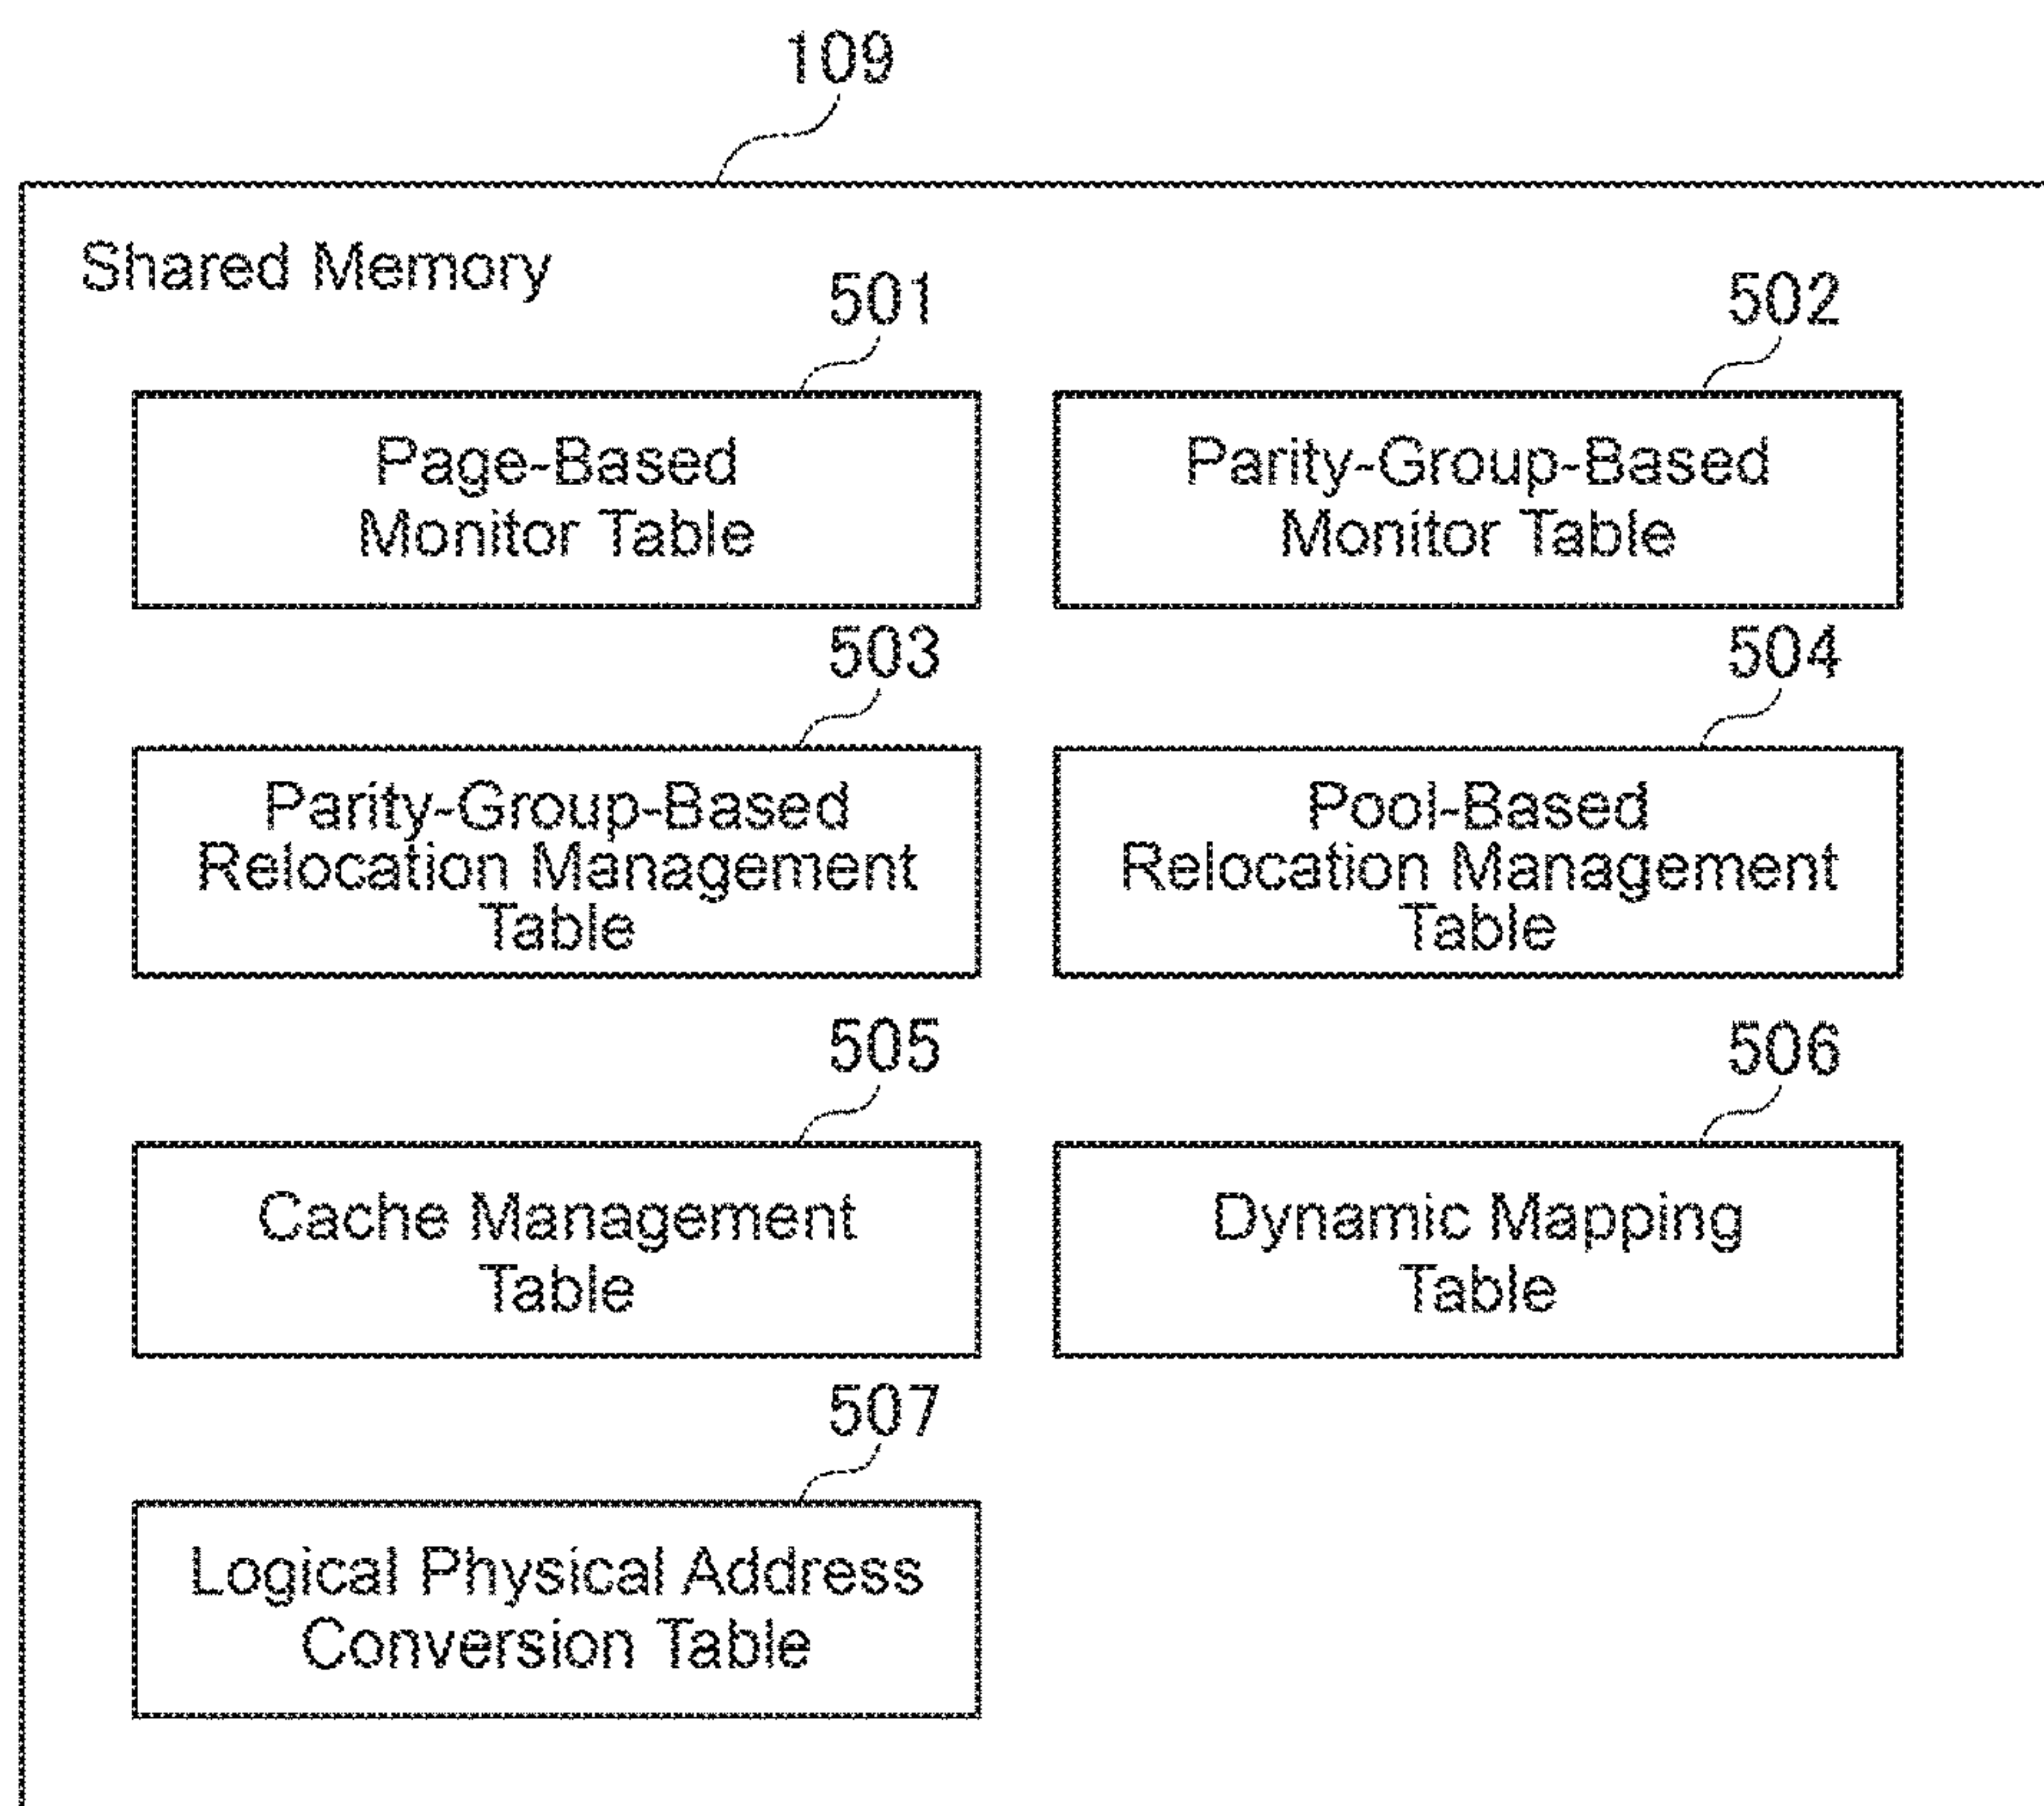 109
Shared Memory
501
502
Page-Based
Monitor Table
Parity-Group-Based
Monitor Table
503
504
Parity-Group-Based
Relocation Management
Table
Pool-Based
Relocation Management
Table
505
506
Cache Management
Table
Dynamic Mapping
Table
507
Logical Physical Address
Conversion Table